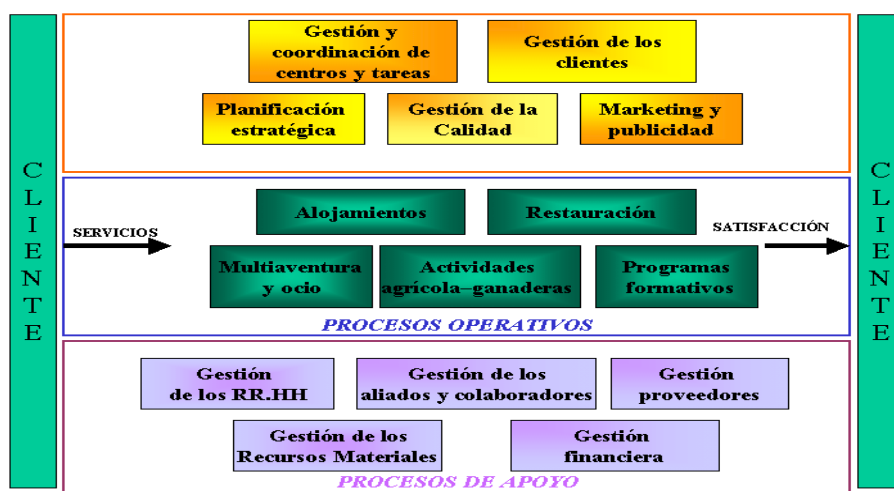 Gestión y
coordinación de
centros y tareas
Gestión de los
clientes
Planificación
estratégica
Gestión de la
Calidad
Marketing y
publicidad
CLIENTE
SERVICIOS
Alojamientos
Restauración
Multiaventura
y ocio
Actividades
agrícola–ganaderas
Programas
formativos
SATISFACCIÓN
PROCESOS OPERATIVOS
CLIENTE
Gestión
de los RR.HH
Gestión de los
aliados y colaboradores
Gestión
proveedores
Gestión de los
Recursos Materiales
Gestión
financiera
PROCESOS DE APOYO